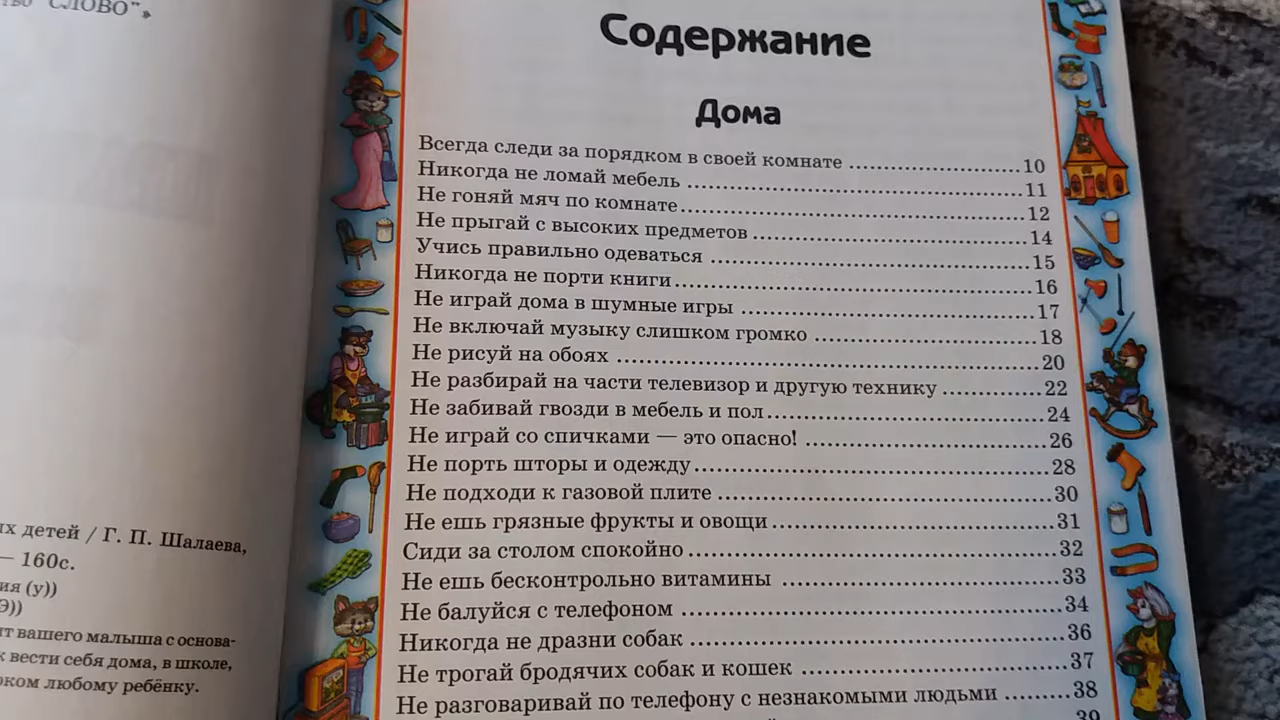 СЛОВО"»
ых детей / Г. П. Шалаева,
— 160с.
ия (у))
Э))
ит вашего малыша с основа-
к вести себя дома, в школе,
рком любому ребёнку.
Содержание
Дома
Всегда следи за порядком в своей комнате ........................ 10
Никогда не ломай мебель ........................ 11
Не гоняй мяч по комнате ........................ 12
Не прыгай с высоких предметов ........................ 14
Учись правильно одеваться ........................ 15
Никогда не порти книги ........................ 16
Не играй дома в шумные игры ........................ 17
Не включай музыку слишком громко ........................ 18
Не рисуй на обоях ........................ 20
Не разбирай на части телевизор и другую технику ........................ 22
Не забивай гвозди в мебель и пол ........................ 24
Не играй со спичками — это опасно! ........................ 26
Не порть шторы и одежду ........................ 28
Не подходи к газовой плите ........................ 30
Не ешь грязные фрукты и овощи ........................ 31
Сиди за столом спокойно ........................ 32
Не ешь бесконтрольно витамины ........................ 33
Не балуйся с телефоном ........................ 34
Никогда не дразни собак ........................ 36
Не трогай бродячих собак и кошек ........................ 37
Не разговаривай по телефону с незнакомыми людьми ........................ 38
39